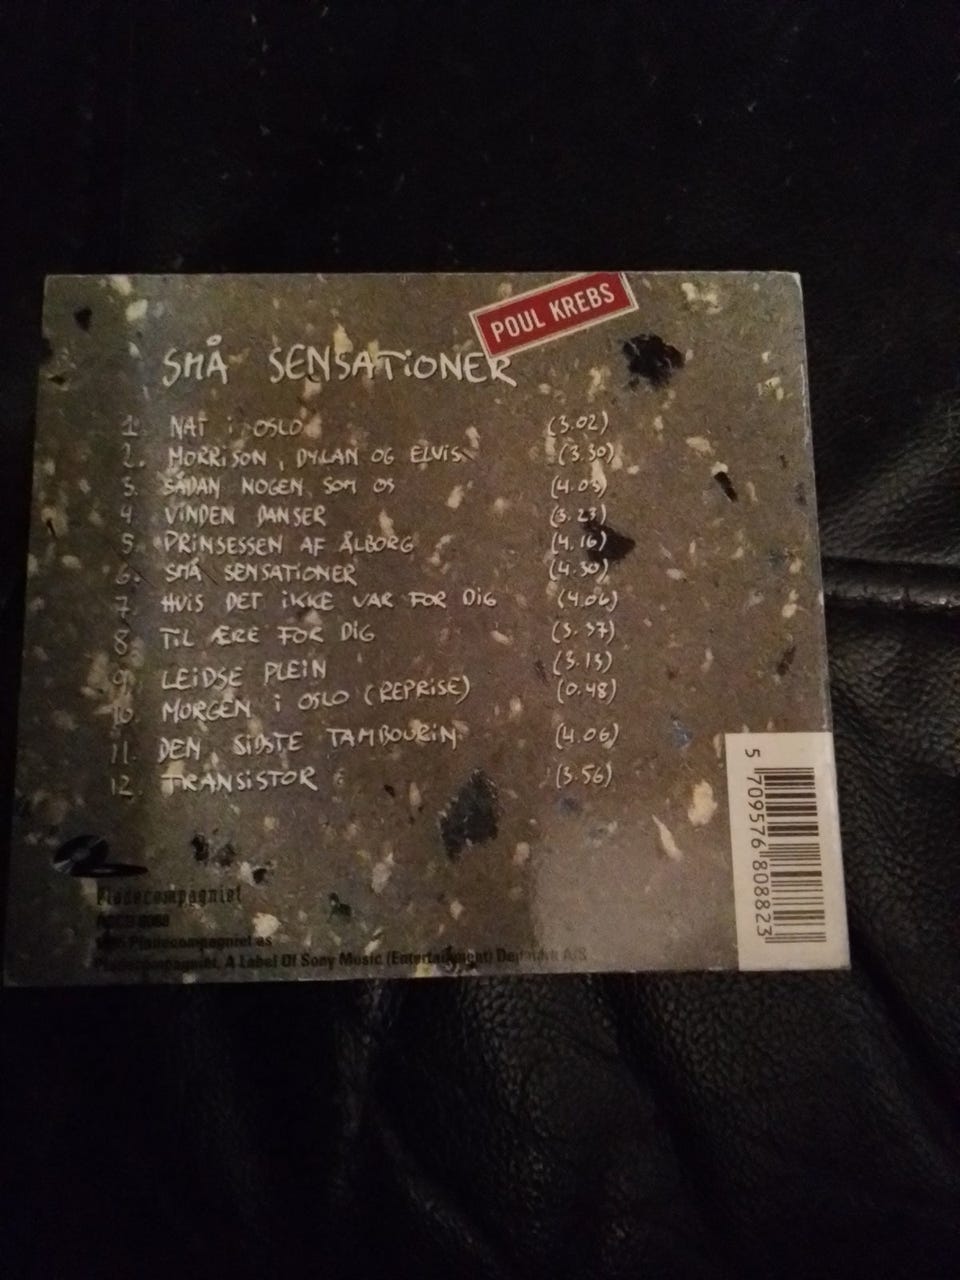 POUL KREBS
SMÅ SENSATIONER
1. NAT i OSLO (3.02)
2. MORRiSON, DYLAN OG ELViS (3.30)
3. SÅDAN NOGEN SOM OS (4.03)
4. ViNDEN DANSER (3.23)
5. PRiNSESSEN AF ÅLBORG (4.16)
6. SMÅ SENSATiONER (4.30)
7. HViS DET iKKE VAR FOR DiG (4.06)
8. TiL ÆRE FOR DiG (3.37)
9. LEiDSE PLEiN (3.13)
10. MORGEN i OSLO (REPRiSE) (0.48)
11. DEN SiDSTE TAMBOURiN (4.06)
12. TRANSiSTOR (3.56)
Pladecompagniet
Pladecompagniet as
Pladecompagniet. A Label Of Sony Music (Entertainment) Denmark A/S
5 709576 808823